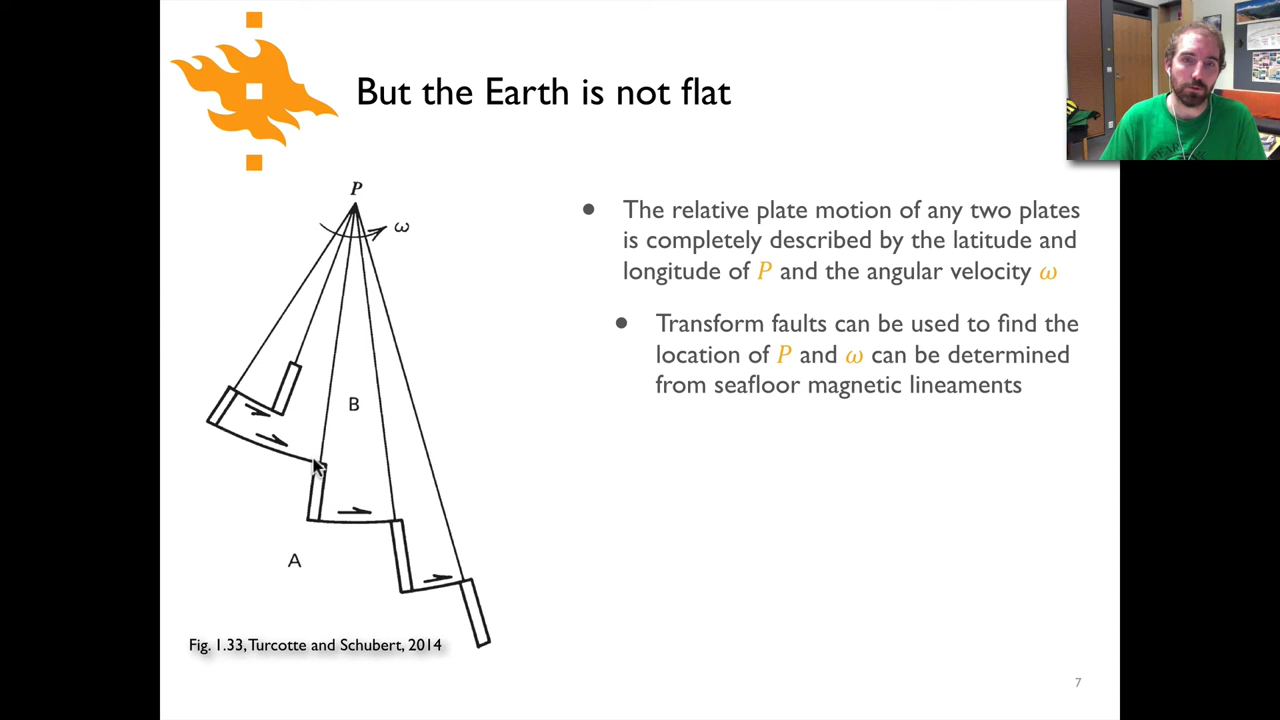 But the Earth is not flat
P
ω
B
A
Fig. 1.33, Turcotte and Schubert, 2014
• The relative plate motion of any two plates
is completely described by the latitude and
longitude of P and the angular velocity ω
• Transform faults can be used to find the
location of P and ω can be determined
from seafloor magnetic lineaments
7